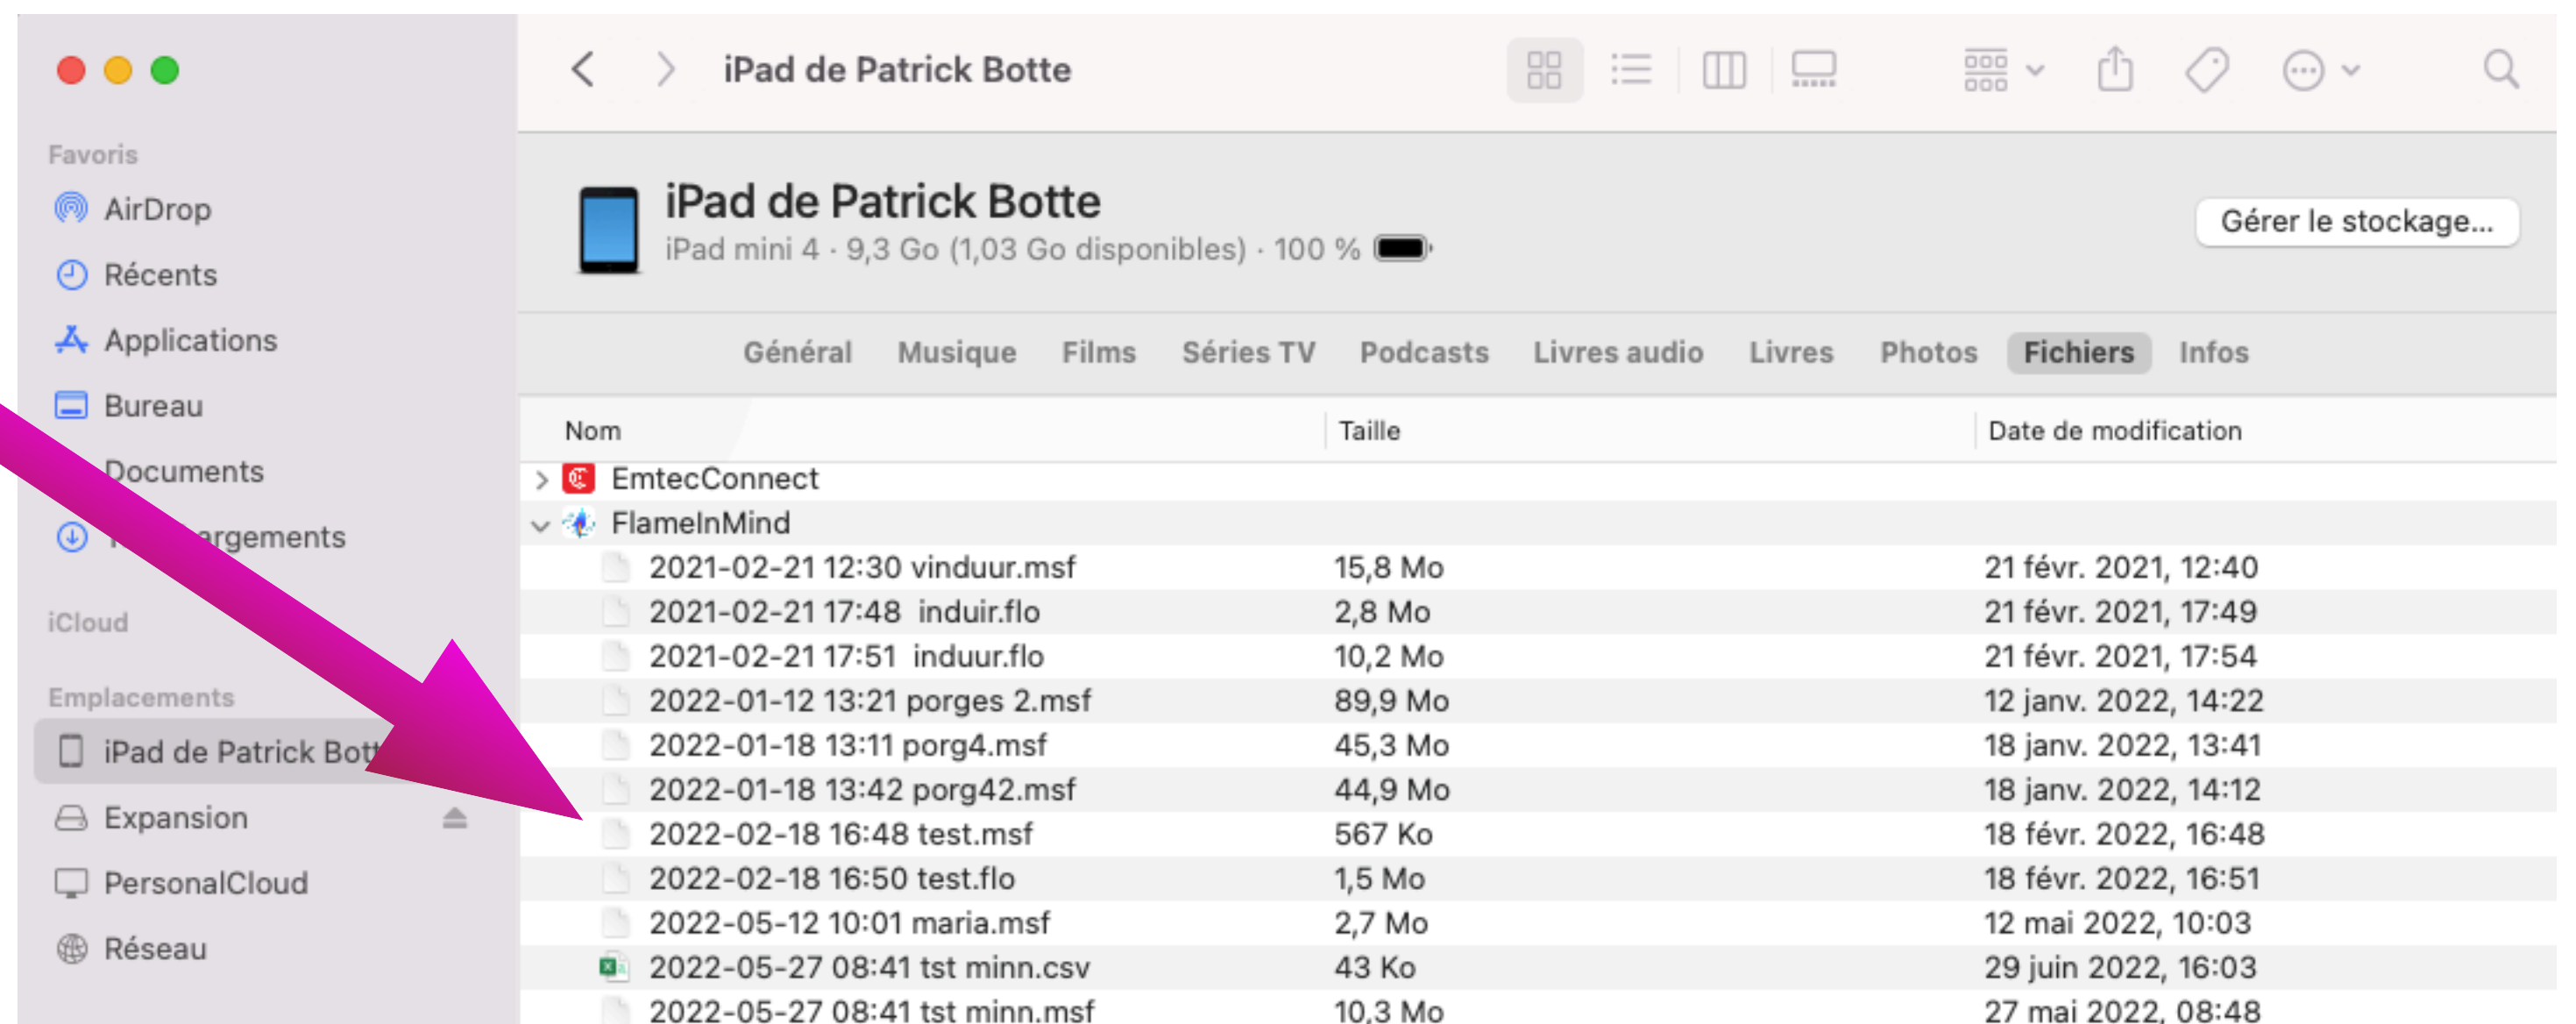 iPad de Patrick Botte
Favoris
AirDrop
Récents
Applications
Bureau
Documents
iCloud
Emplacements
iPad de Patrick
Expansion
PersonalCloud
Réseau
iPad de Patrick Botte
iPad mini 4 · 9,3 Go (1,03 Go disponibles) · 100 %
Gérer le stockage...
Général Musique Films Séries TV Podcasts Livres audio Livres Photos Fichiers Infos
Nom Taille Date de modification
EmtecConnect
FlameInMind
2021-02-21 12:30 vinduur.msf 15,8 Mo 21 févr. 2021, 12:40
2021-02-21 17:48 induir.flo 2,8 Mo 21 févr. 2021, 17:49
2021-02-21 17:51 induur.flo 10,2 Mo 21 févr. 2021, 17:54
2022-01-12 13:21 porges 2.msf 89,9 Mo 12 janv. 2022, 14:22
2022-01-18 13:11 porg4.msf 45,3 Mo 18 janv. 2022, 13:41
2022-01-18 13:42 porg42.msf 44,9 Mo 18 janv. 2022, 14:12
2022-02-18 16:48 test.msf 567 Ko 18 févr. 2022, 16:48
2022-02-18 16:50 test.flo 1,5 Mo 18 févr. 2022, 16:51
2022-05-12 10:01 maria.msf 2,7 Mo 12 mai 2022, 10:03
2022-05-27 08:41 tst minn.csv 43 Ko 29 juin 2022, 16:03
2022-05-27 08:41 tst minn.msf 10,3 Mo 27 mai 2022, 08:48